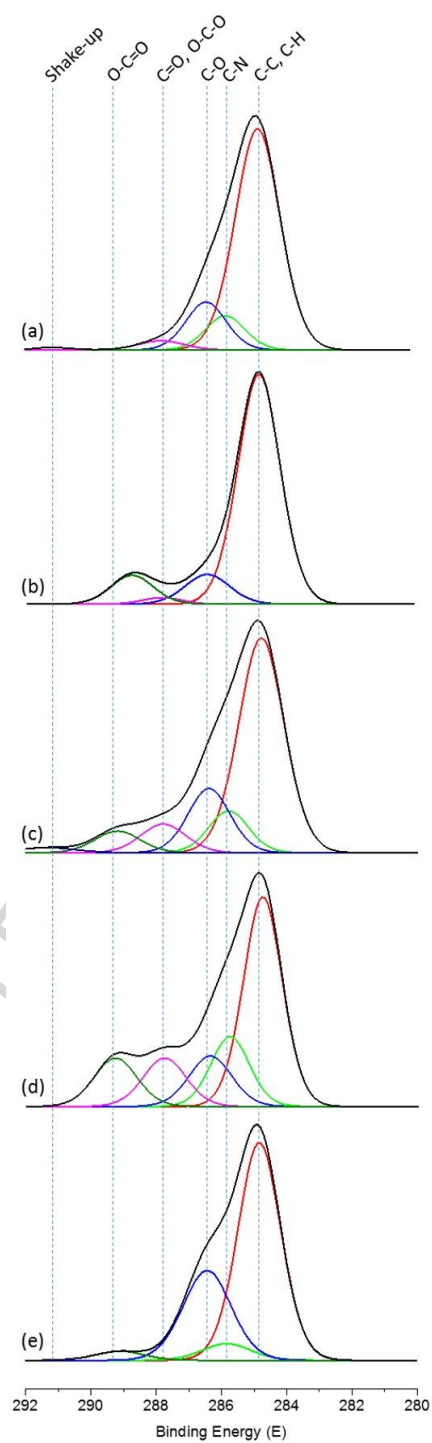 Shake-up
O-C=O
C=O, O-C-O
C-O
C-N
C-C, C-H
(a)
(b)
(c)
(d)
(e)
292 290 288 286 284 282 280
Binding Energy (E)